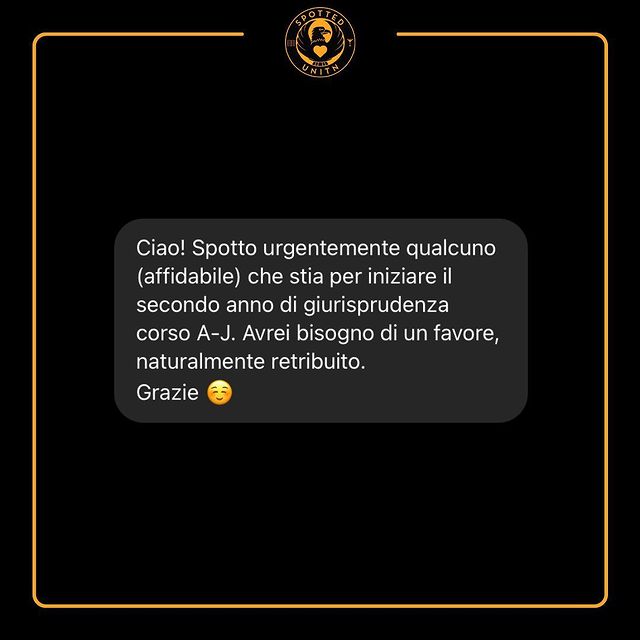 SPOTTED
UNITN
Ciao! Spotto urgentemente qualcuno
(affidabile) che stia per iniziare il
secondo anno di giurisprudenza
corso A-J. Avrei bisogno di un favore,
naturalmente retribuito.
Grazie ☺️